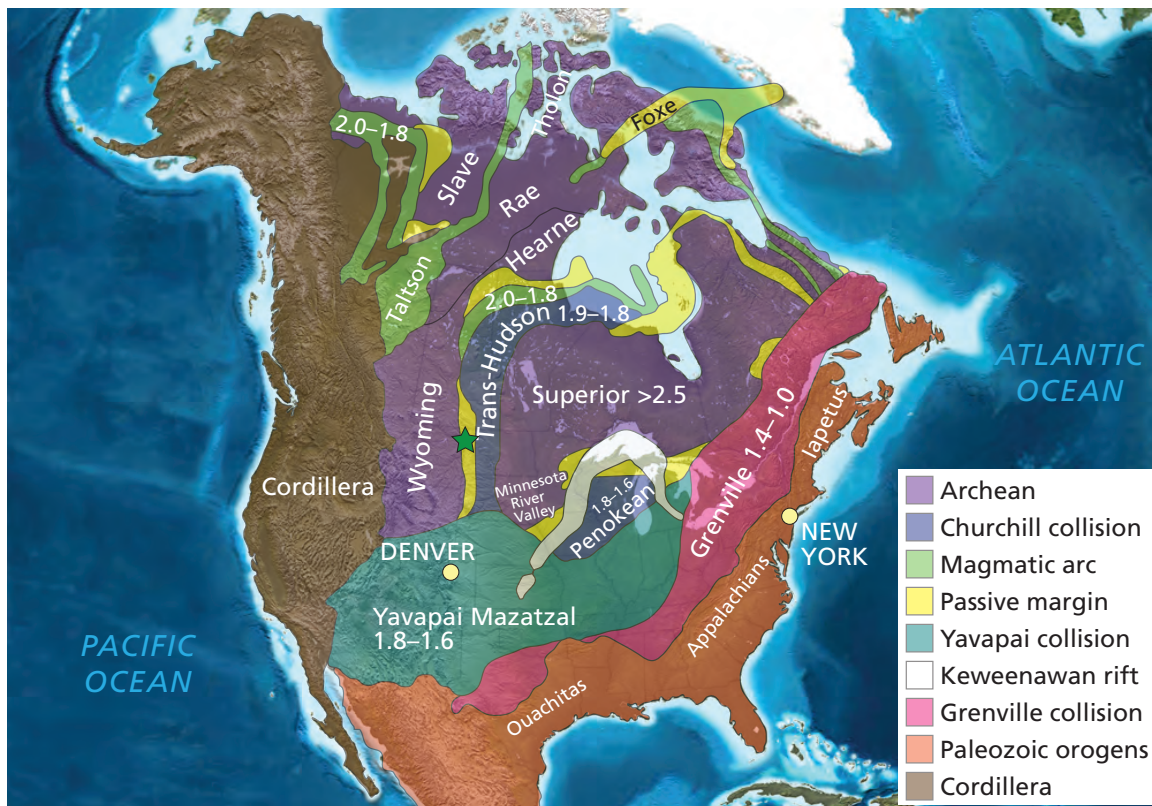 2.0–1.8
Slave
Tholon
Foxe
Rae
Hearne
Taltson
2.0–1.8
Trans-Hudson 1.9–1.8
Wyoming
Superior >2.5
ATLANTIC
OCEAN
Iapetus
Grenville 1.4–1.0
Cordillera
Minnesota
River
Valley
1.8–1.6
Penokean
NEW
YORK
DENVER
Appalachians
Yavapai Mazatzal
1.8–1.6
PACIFIC
OCEAN
Ouachitas
Archean
Churchill collision
Magmatic arc
Passive margin
Yavapai collision
Keweenawan rift
Grenville collision
Paleozoic orogens
Cordillera